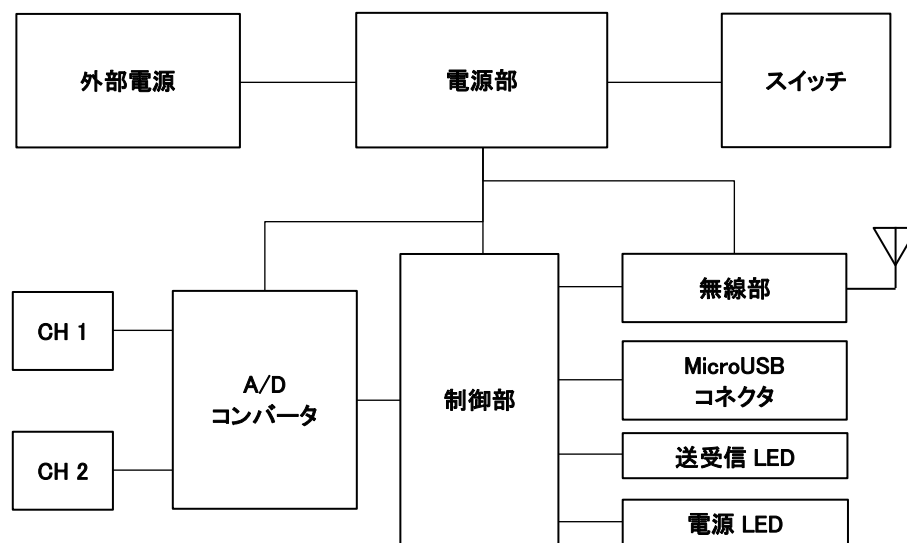 外部電源
電源部
スイッチ
CH 1
CH 2
A/D
コンバータ
制御部
無線部
MicroUSB
コネクタ
送受信 LED
電源 LED